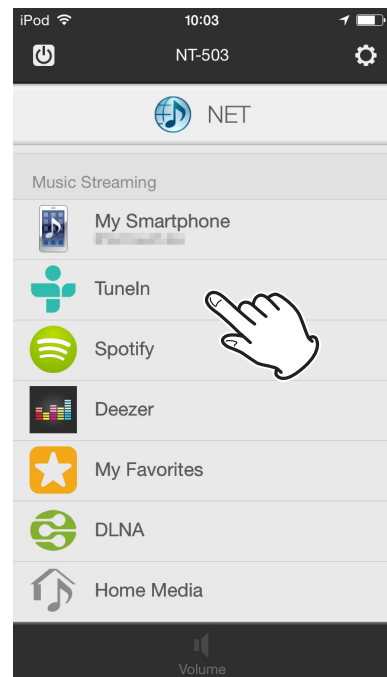 iPod 10:03
NT-503
NET
Music Streaming
My Smartphone
TuneIn
Spotify
Deezer
My Favorites
DLNA
Home Media
Volume